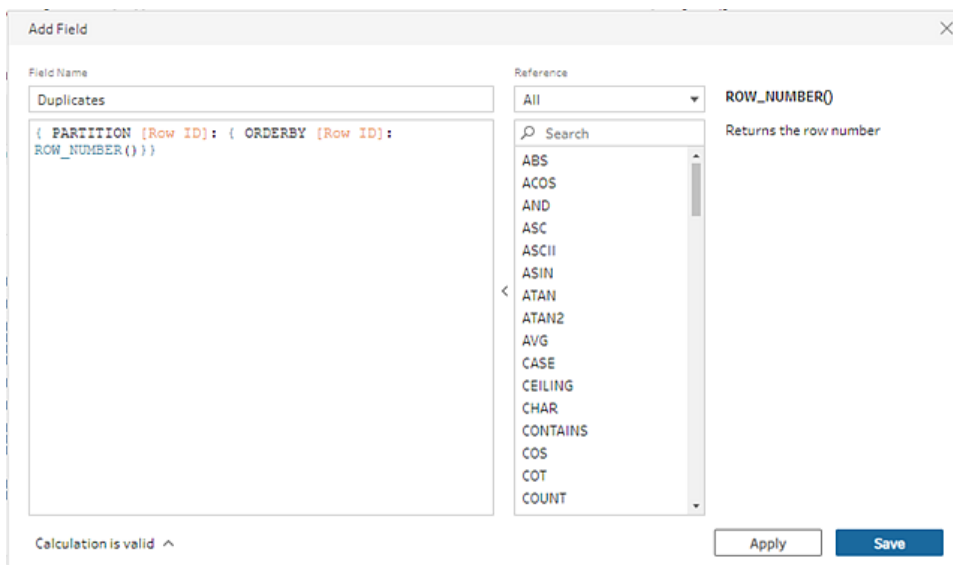 Add Field
Field Name
Duplicates
{ PARTITION [Row ID]: { ORDERBY [Row ID]:
ROW_NUMBER()}}
Reference
All
Search
ABS
ACOS
AND
ASC
ASCII
ASIN
ATAN
ATAN2
AVG
CASE
CEILING
CHAR
CONTAINS
COS
COT
COUNT
ROW_NUMBER()
Returns the row number
Calculation is valid
Apply
Save